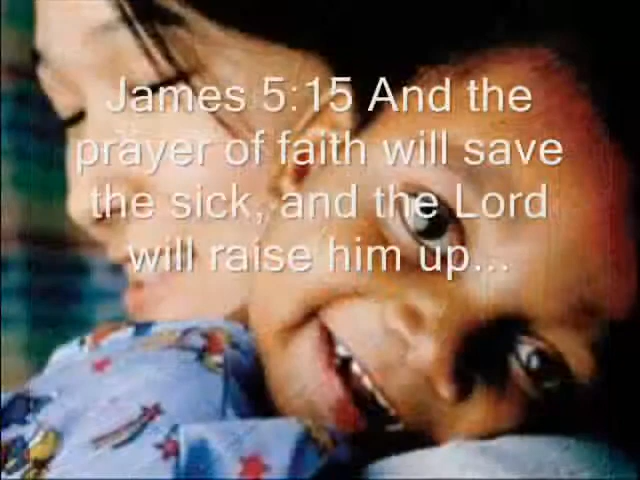 James 5:15 And the
prayer of faith will save
the sick, and the Lord
will raise him up...